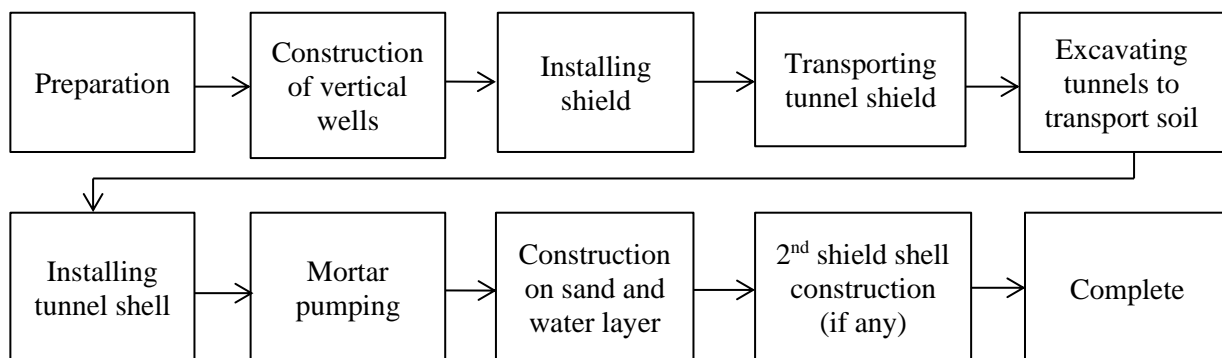 Preparation
Construction
of vertical
wells
Installing
shield
Transporting
tunnel shield
Excavating
tunnels to
transport soil
Installing
tunnel shell
Mortar
pumping
Construction
on sand and
water layer
2nd shield shell
construction
(if any)
Complete